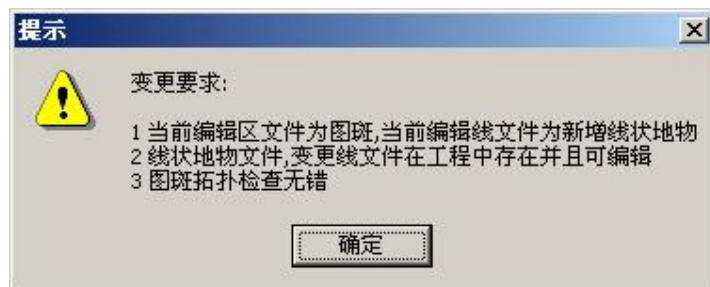 提示
变更要求:
1 当前编辑区文件为图斑,当前编辑线文件为新增线状地物
2 线状地物文件,变更线文件在工程中存在并且可编辑
3 图斑拓扑检查无错
确定